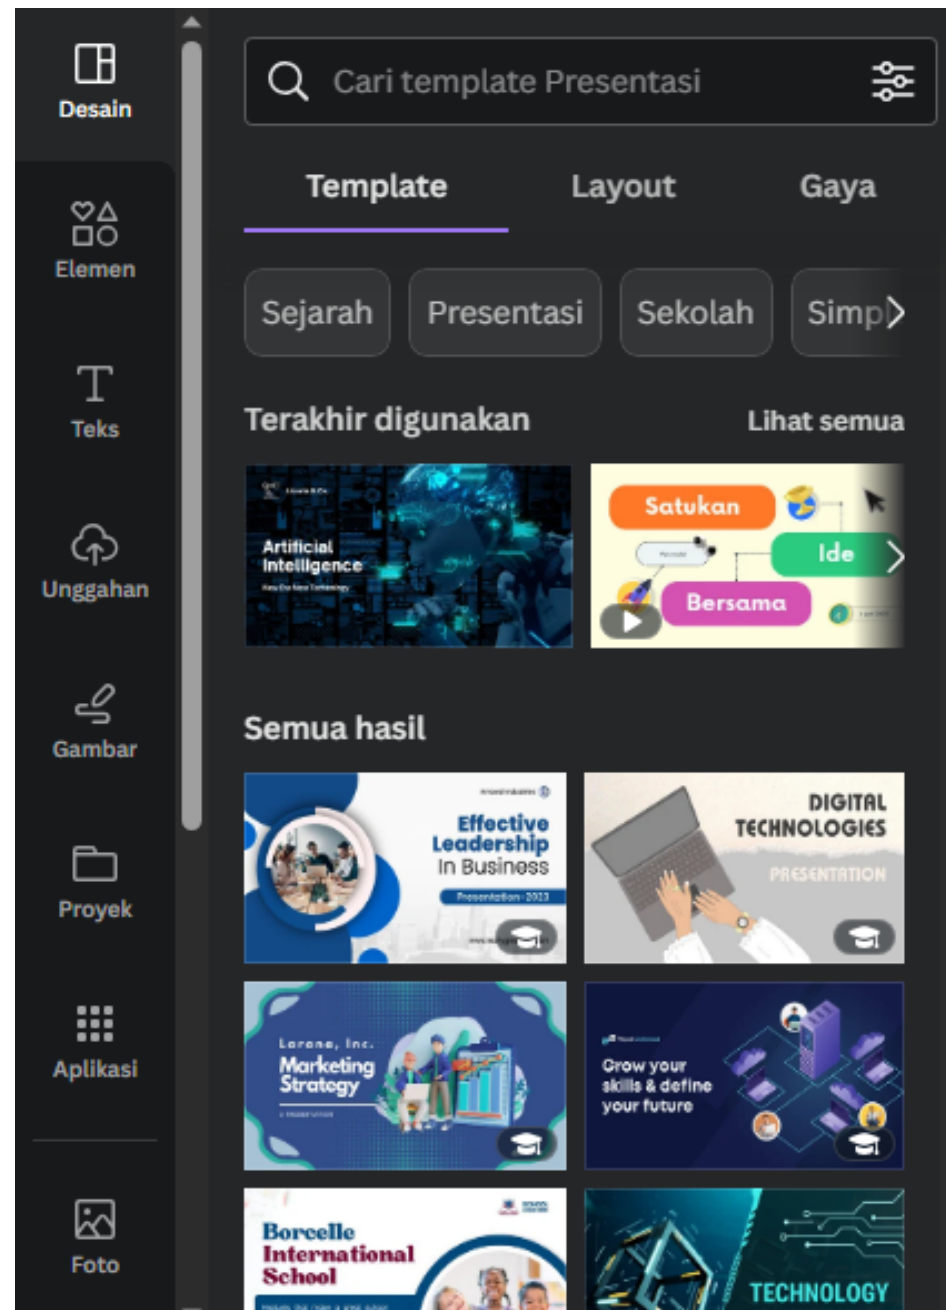 Desain
Elemen
Teks
Unggahan
Gambar
Proyek
Aplikasi
Foto
Cari template Presentasi
Template Layout Gaya
Sejarah Presentasi Sekolah
Terakhir digunakan Lihat semua
Artificial
Intelligence
Satukan
Ide
Bersama
Semua hasil
Effective
Leadership
In Business
Presentation - 2023
DIGITAL
TECHNOLOGIES
PRESENTATION
Larana, Inc.
Marketing
Strategy
Grow your
skills & define
your future
Borcelle
International
School
TECHNOLOGY